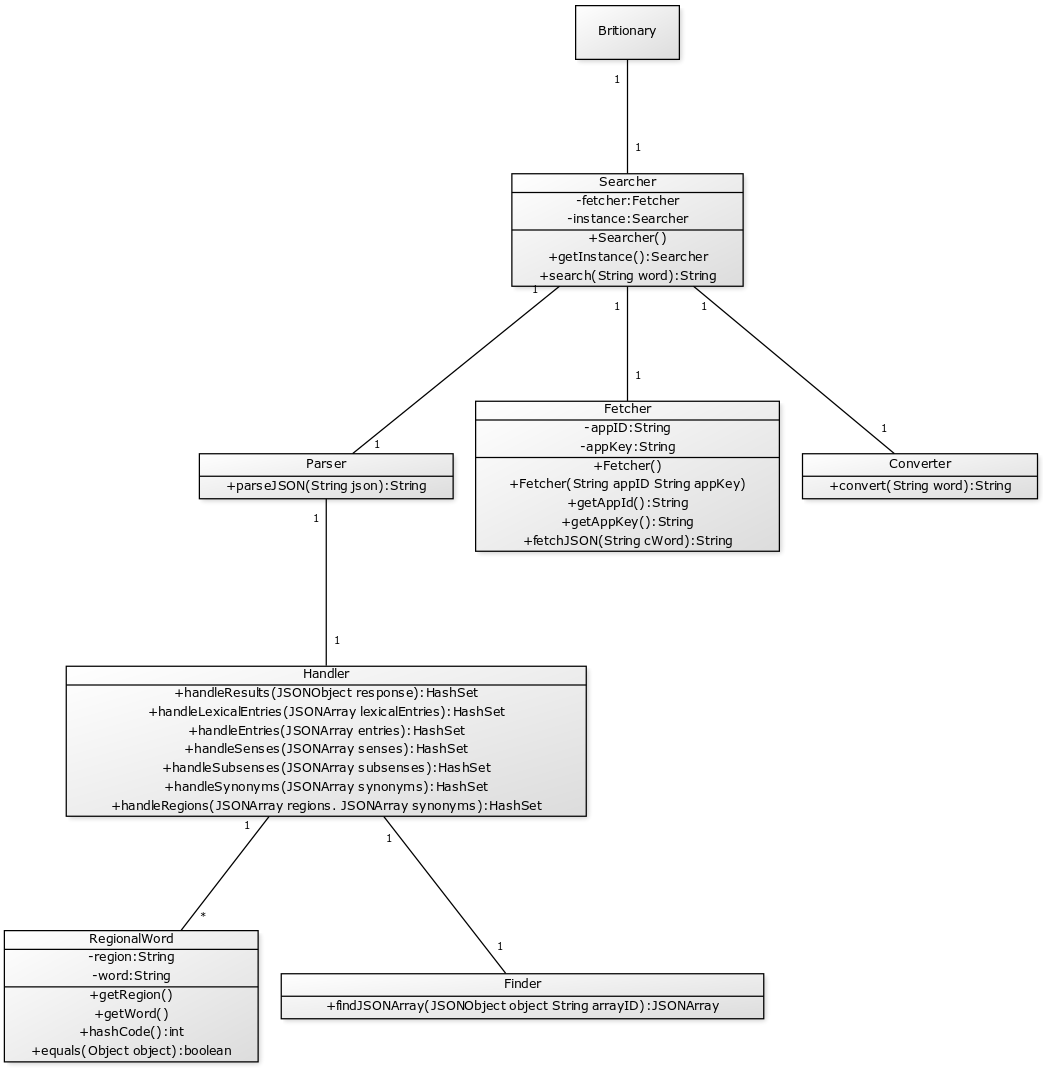 Britionary
1
1
Searcher
-fetcher:Fetcher
-instance:Searcher
+Searcher()
+getInstance():Searcher
+search(String word):String
1
1
1
1
1
1
Fetcher
-appID:String
-appKey:String
+Fetcher()
+Fetcher(String appID String appKey)
+getAppId():String
+getAppKey():String
+fetchJSON(String cWord):String
Parser
+parseJSON(String json):String
Converter
+convert(String word):String
1
1
Handler
+handleResults(JSONObject response):HashSet
+handleLexicalEntries(JSONArray lexicalEntries):HashSet
+handleEntries(JSONArray entries):HashSet
+handleSenses(JSONArray senses):HashSet
+handleSubsenses(JSONArray subsenses):HashSet
+handleSynonyms(JSONArray synonyms):HashSet
+handleRegions(JSONArray regions. JSONArray synonyms):HashSet
1
1
*
1
RegionalWord
-region:String
-word:String
+getRegion()
+getWord()
+hashCode():int
+equals(Object object):boolean
Finder
+findJSONArray(JSONObject object String arrayID):JSONArray